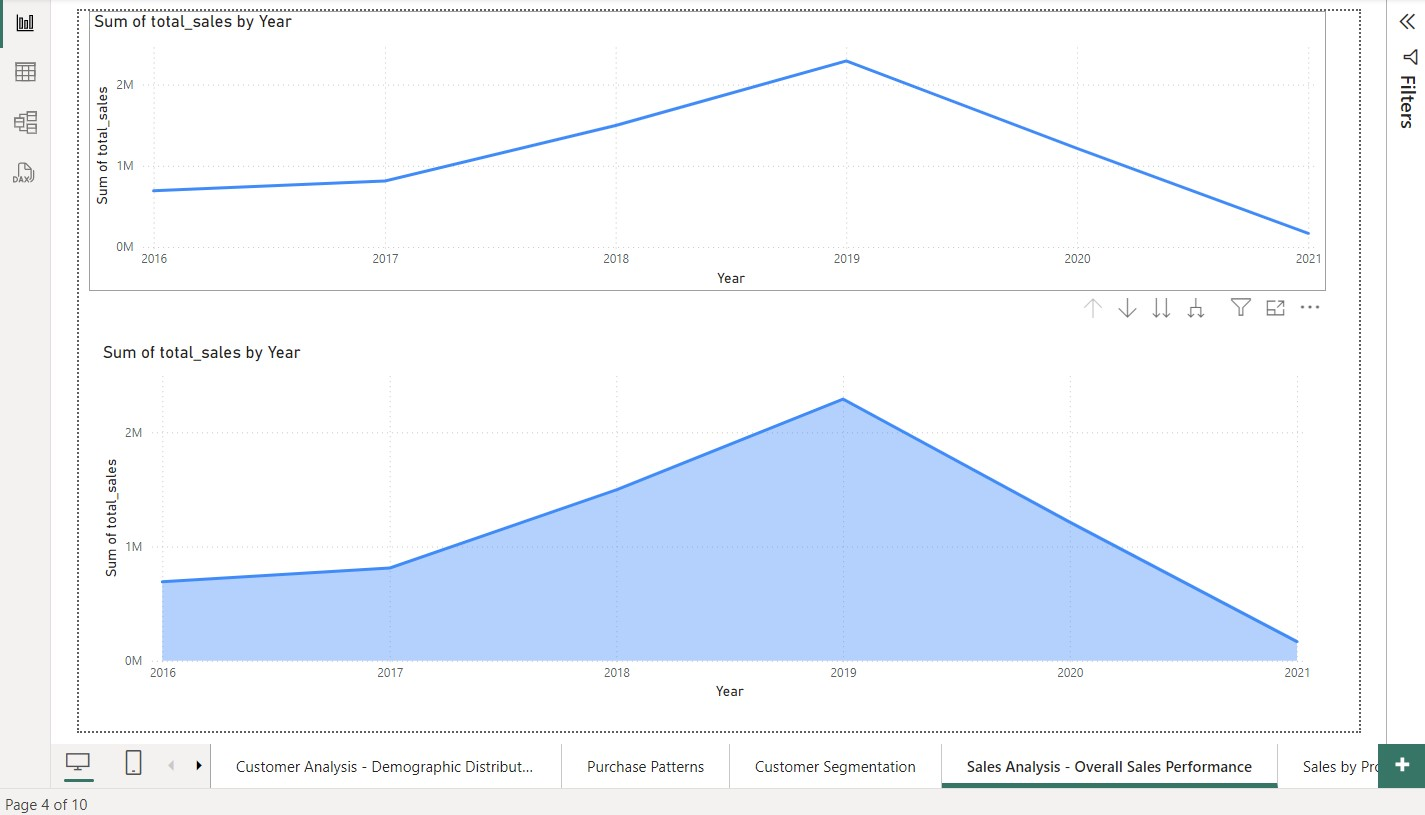 Sum of total_sales by Year
Sum of total_sales
2M
1M
0M
2016 2017 2018 2019 2020 2021
Year
Filters
DAX
Sum of total_sales by Year
Sum of total_sales
2M
1M
0M
2016 2017 2018 2019 2020 2021
Year
Customer Analysis - Demographic Distribut... Purchase Patterns Customer Segmentation Sales Analysis - Overall Sales Performance Sales by Pro
Page 4 of 10